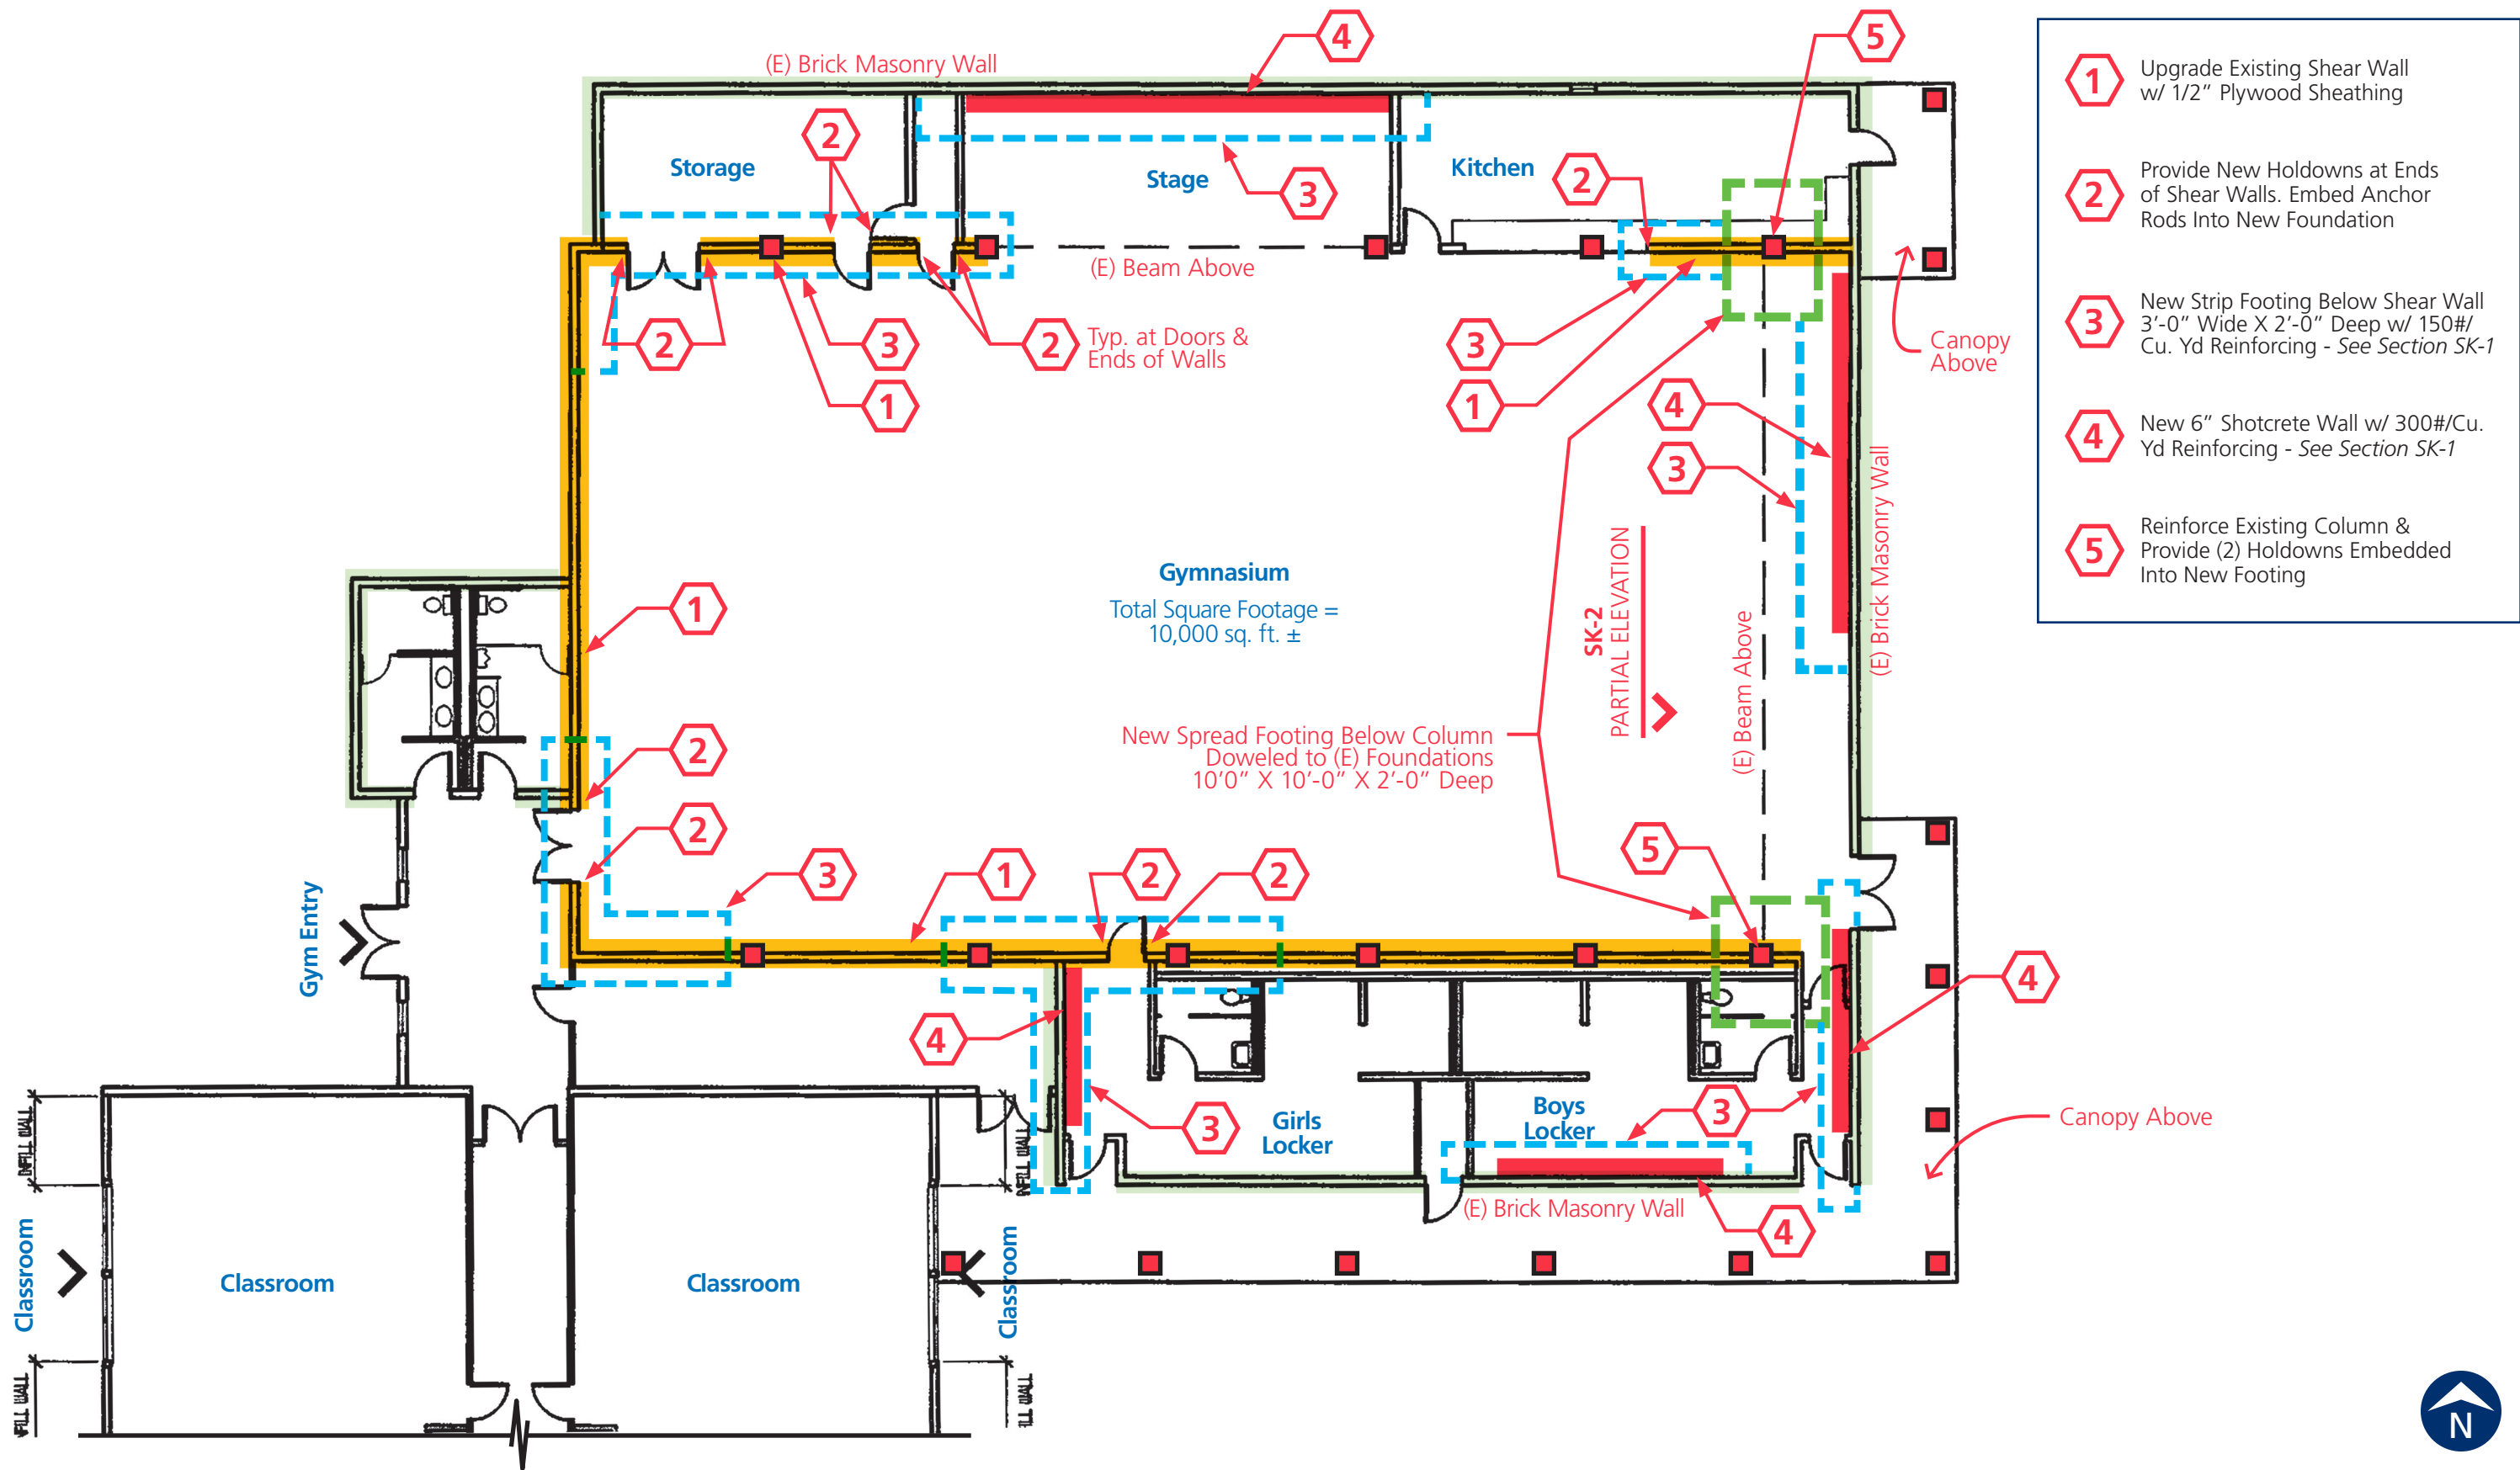 4
5
(E) Brick Masonry Wall
2
Storage
Stage
Kitchen
2
3
(E) Beam Above
2
3
2
Typ. at Doors &
Ends of Walls
3
Canopy
Above
1
1
4
3
(E) Brick Masonry Wall
Gymnasium
Total Square Footage =
10,000 sq. ft. ±
SK-2
PARTIAL ELEVATION
(E) Beam Above
1
2
New Spread Footing Below Column
Doweled to (E) Foundations
10’0” X 10’-0” X 2’-0” Deep
2
3
1
2
2
5
Gym Entry
4
4
3
Girls
Locker
Boys
Locker
3
Canopy Above
(E) Brick Masonry Wall
4
INFILL WALL
INFILL WALL
Classroom
Classroom
Classroom
Classroom
NFILL WALL
ILL WALL
1
Upgrade Existing Shear Wall
w/ 1/2” Plywood Sheathing
2
Provide New Holdowns at Ends
of Shear Walls. Embed Anchor
Rods Into New Foundation
3
New Strip Footing Below Shear Wall
3’-0” Wide X 2’-0” Deep w/ 150#/
Cu. Yd Reinforcing - See Section SK-1
4
New 6” Shotcrete Wall w/ 300#/Cu.
Yd Reinforcing - See Section SK-1
5
Reinforce Existing Column &
Provide (2) Holdowns Embedded
Into New Footing
N